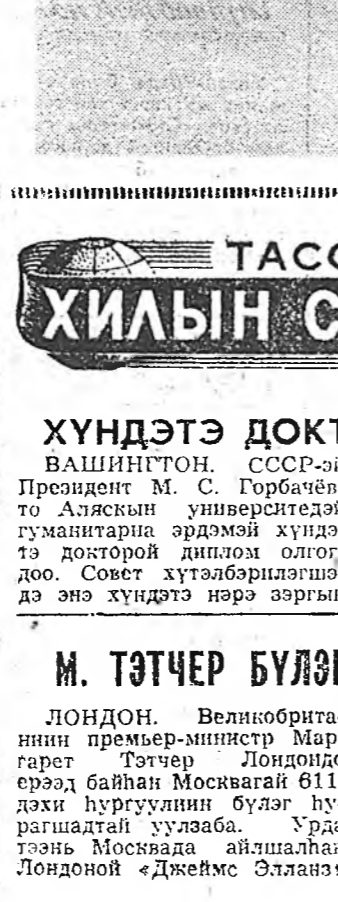 ТАСС
ХИЛЫН С
ХҮНДЭТЭ ДОКТ
ВАШИНГТОН. СССР-эй
Президент М. С. Горбачёв
то Аляскын университедэй
гуманитарна эрдэмэй хүндэ
тэ докторой диплом олгог
доо. Совет хүтэлбэрилэгшэ
дэ энэ хүндэтэ нэрэ зэргын
М. ТЭТЧЕР БҮЛЭГ
ЛОНДОН. Великобрита-
ниин премьер-министр Мар-
гарет Тэтчер Лондондо
ерээд байһан Москвагай 611-
дэхи һургуулиин бүлэг һу-
рагшадтай уулзаба. Урда
тээнь Москвада айлшалһан
Лондоной «Джеймс Элланз»